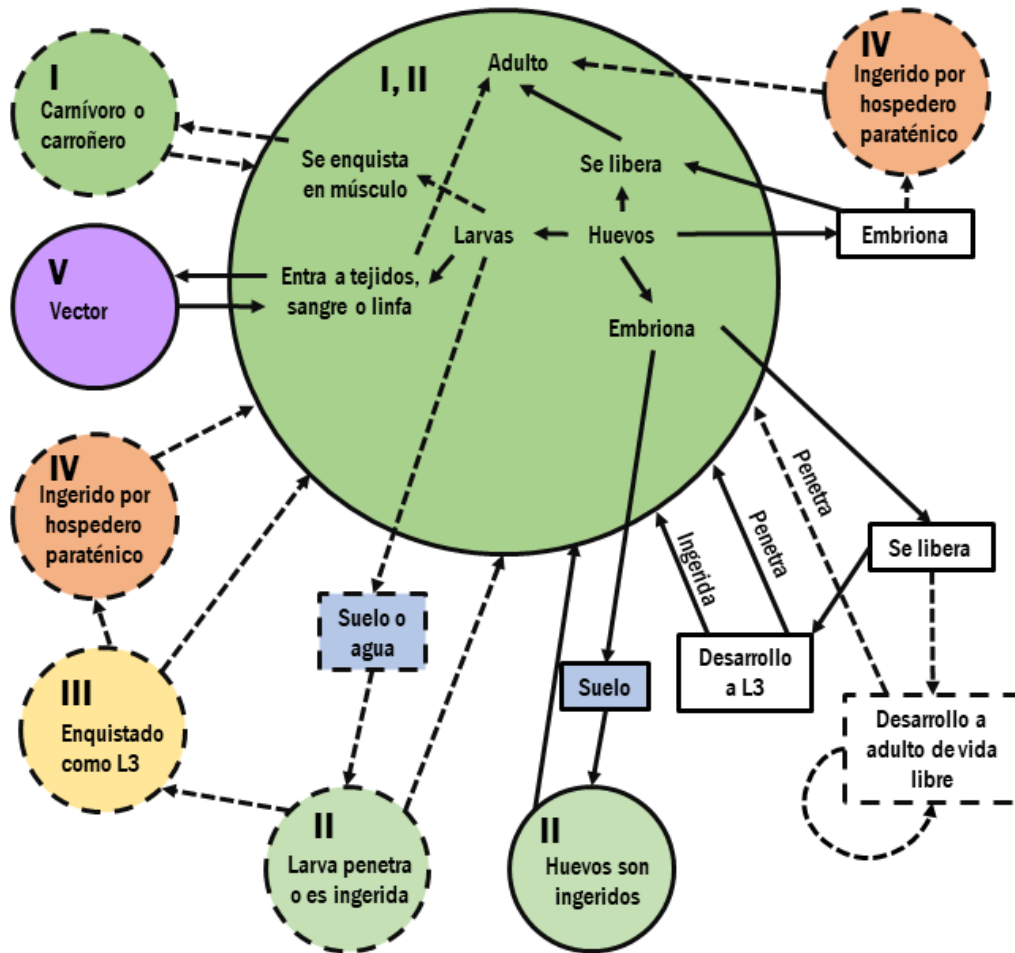 I
Carnívoro o
carroñero
I, II
Adulto
IV
Ingerido por
hospedero
paraténico
Se enquista
en músculo
Se libera
Larvas
Huevos
Embriona
V
Vector
Entra a tejidos,
sangre o linfa
Embriona
IV
Ingerido por
hospedero
paraténico
Penetra
Penetra
Ingerida
Se libera
Suelo o
agua
Suelo
Desarrollo
a L3
III
Enquistado
como L3
Desarrollo a
adulto de vida
libre
II
Larva penetra
o es ingerida
II
Huevos son
ingeridos